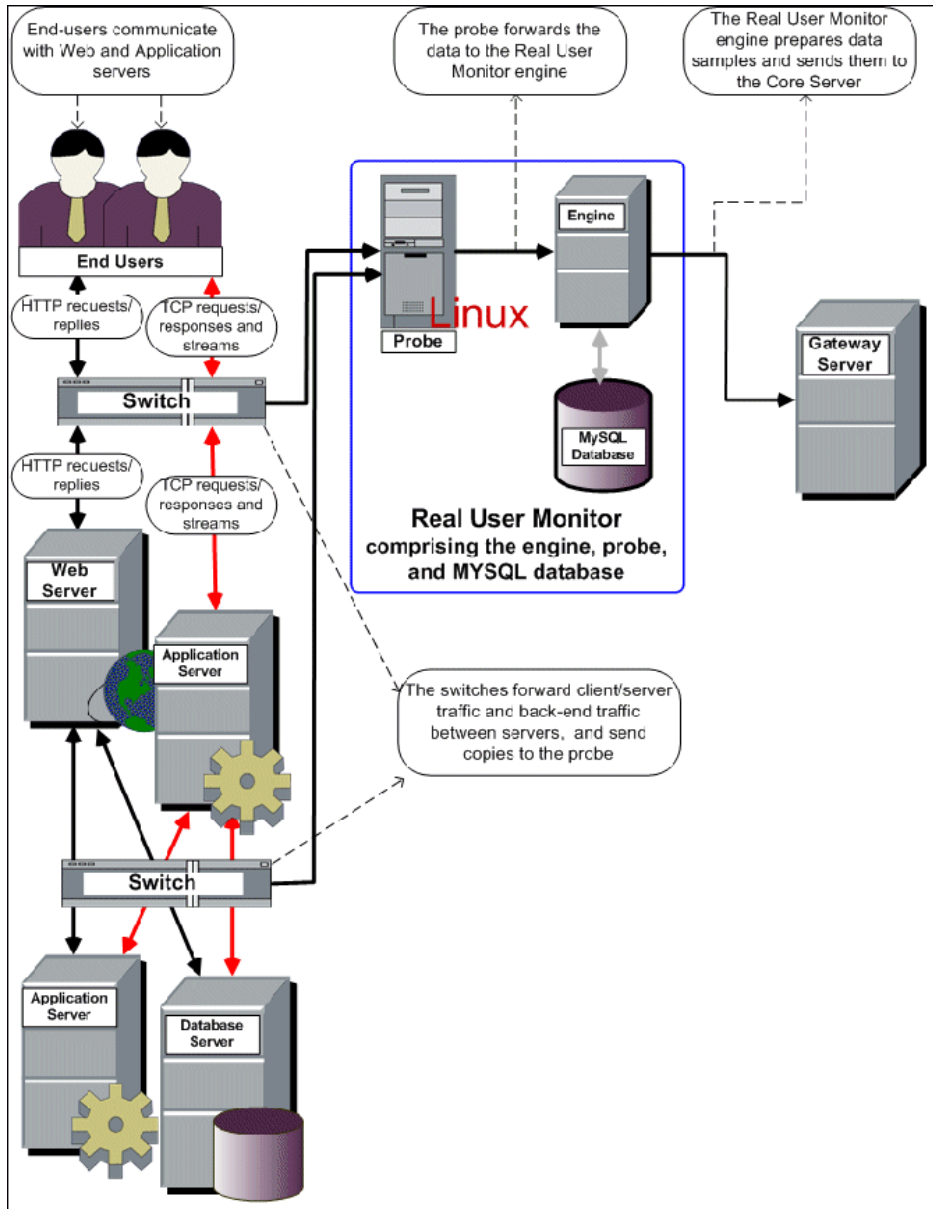 End-users communicate
with Web and Application
servers
The probe forwards the
data to the Real User
Monitor engine
The Real User Monitor
engine prepares data
samples and sends them to
the Core Server
End Users
HTTP requests/
replies
TCP requests/
responses and
streams
Switch
Linux
Probe
Engine
MySQL
Database
Real User Monitor
comprising the engine, probe,
and MYSQL database
Gateway
Server
HTTP requests/
replies
TCP requests/
responses and
streams
Web
Server
Application
Server
The switches forward client/server
traffic and back-end traffic
between servers, and send
copies to the probe
Switch
Application
Server
Database
Server